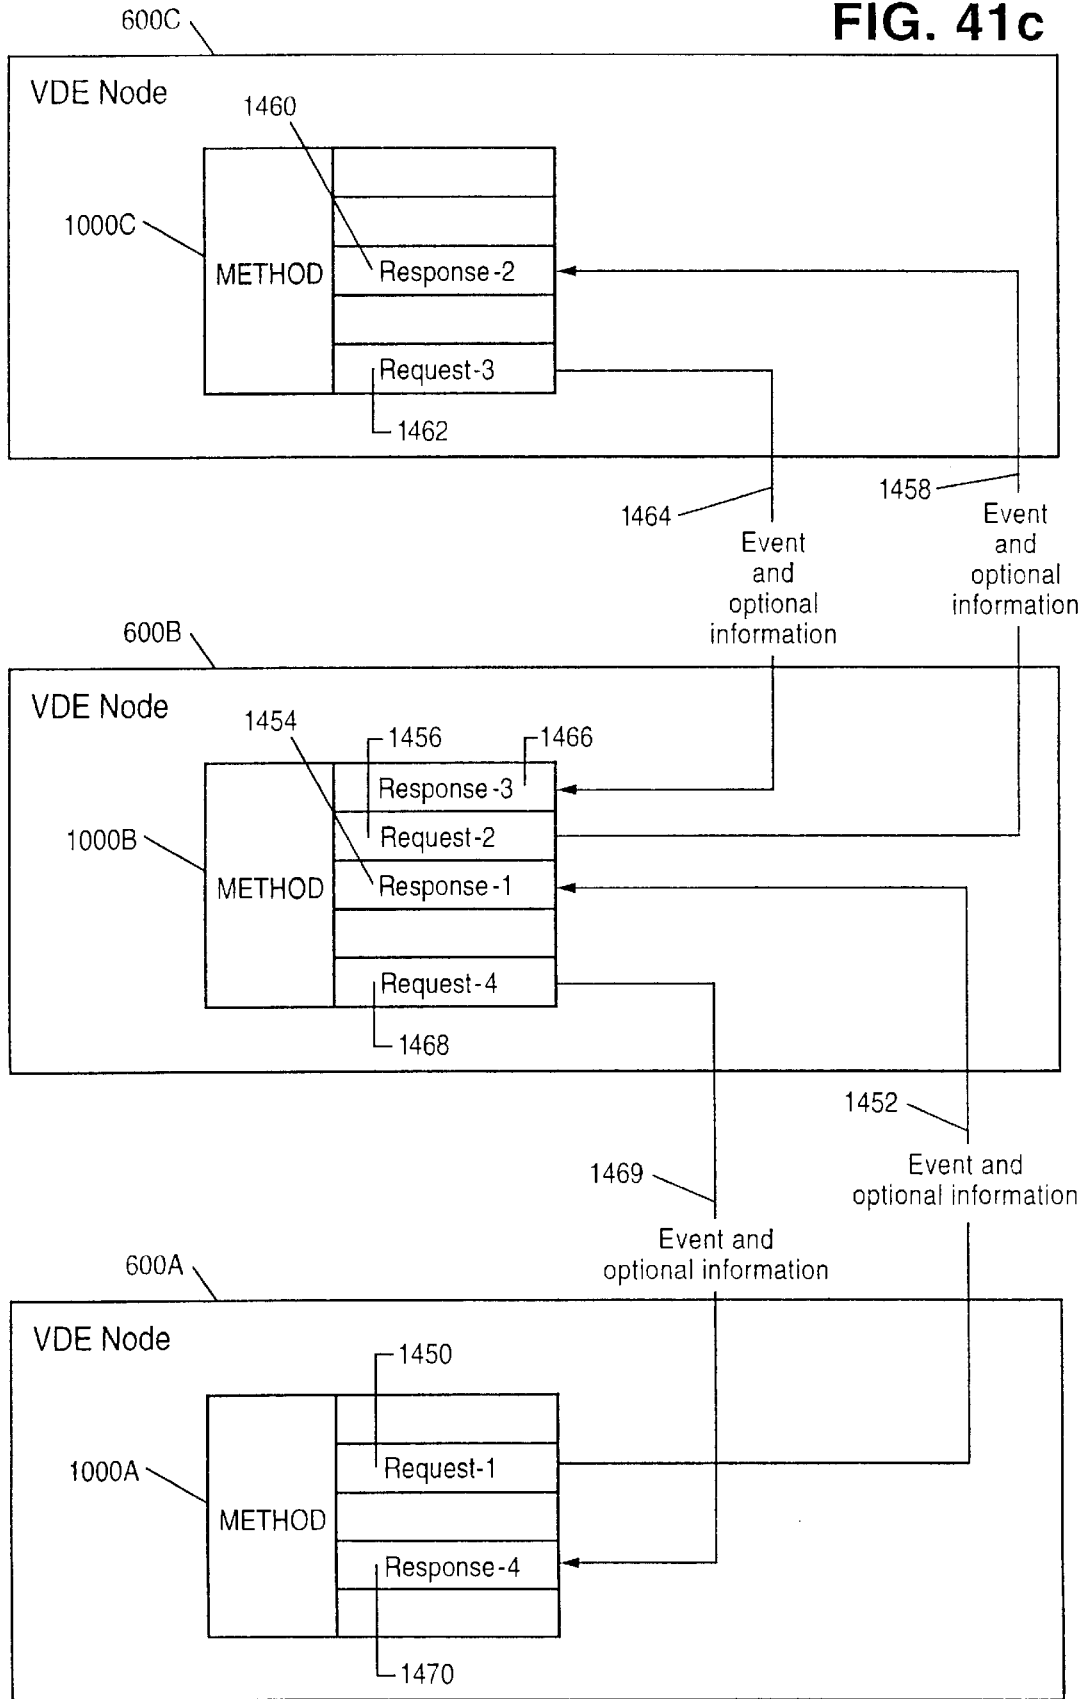 600C
FIG. 41c
VDE Node
1460
1000C
METHOD
Response-2
Request-3
1462
1464
1458
Event
and
optional
information
Event
and
optional
information
600B
VDE Node
1454
1456
1466
Response-3
1000B
Request-2
METHOD
Response-1
Request-4
1468
1452
1469
Event and
optional information
Event and
optional information
600A
VDE Node
1450
1000A
Request-1
METHOD
Response-4
1470